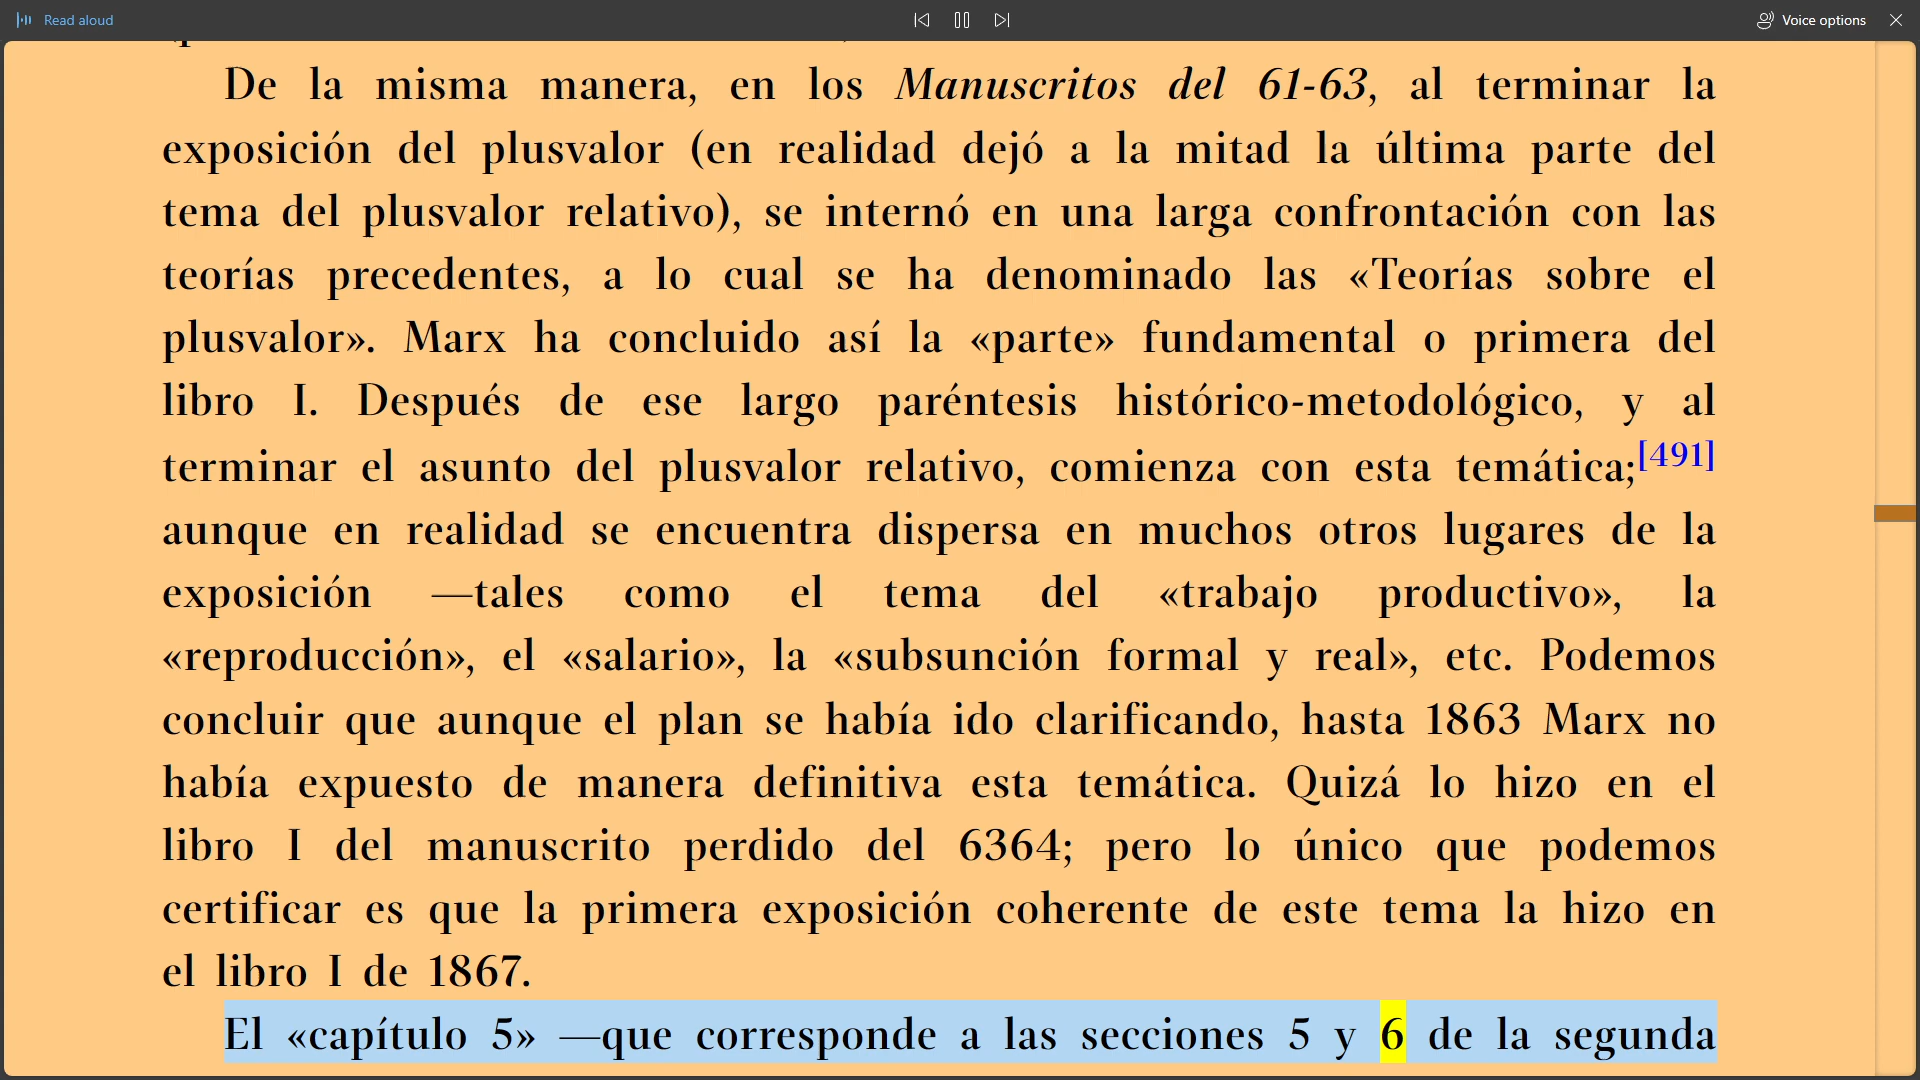 Read aloud
Voice options
De la misma manera, en los Manuscritos del 61-63, al terminar la
exposición del plusvalor (en realidad dejó a la mitad la última parte del
tema del plusvalor relativo), se internó en una larga confrontación con las
teorías precedentes, a lo cual se ha denominado las «Teorías sobre el
plusvalor». Marx ha concluido así la «parte» fundamental o primera del
libro I. Después de ese largo paréntesis histórico-metodológico, y al
terminar el asunto del plusvalor relativo, comienza con esta temática;[491]
aunque en realidad se encuentra dispersa en muchos otros lugares de la
exposición —tales como el tema del «trabajo productivo», la
«reproducción», el «salario», la «subsunción formal y real», etc. Podemos
concluir que aunque el plan se había ido clarificando, hasta 1863 Marx no
había expuesto de manera definitiva esta temática. Quizá lo hizo en el
libro I del manuscrito perdido del 6364; pero lo único que podemos
certificar es que la primera exposición coherente de este tema la hizo en
el libro I de 1867.
El «capítulo 5» —que corresponde a las secciones 5 y 6 de la segunda